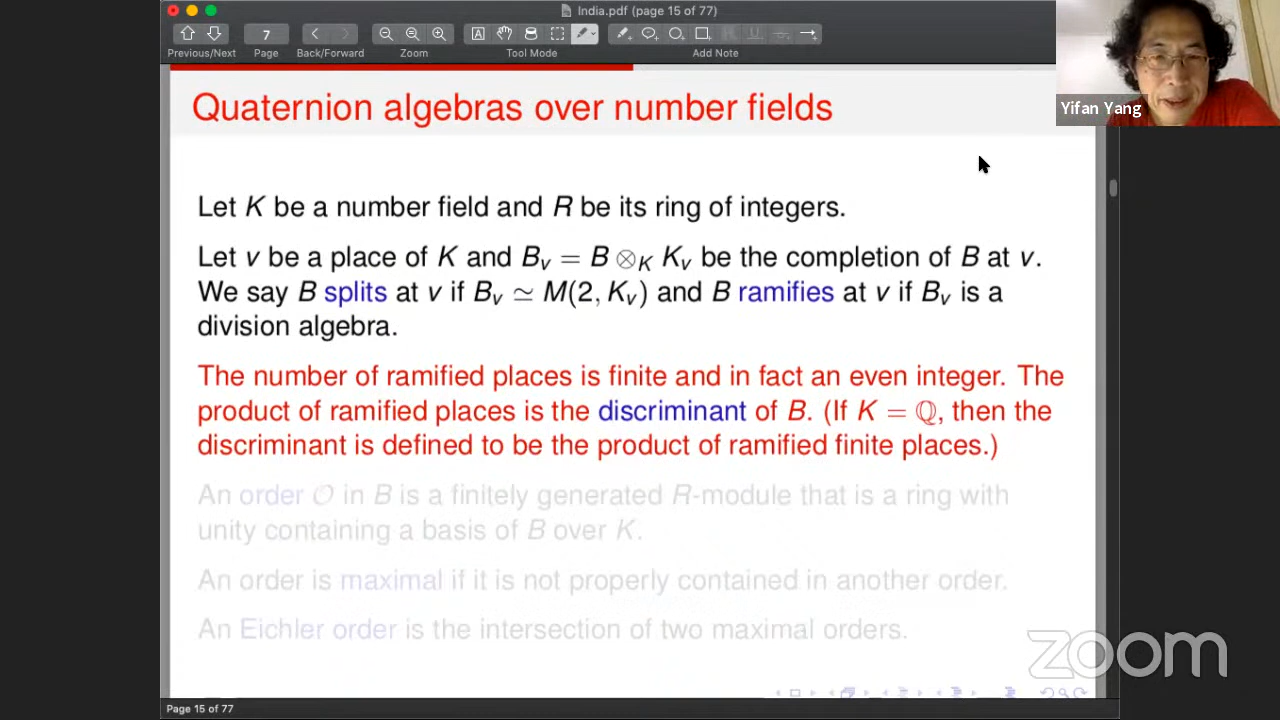 India.pdf (page 15 of 77)
7
A
Previous/Next Page Back/Forward Zoom Tool Mode Add Note
Yifan Yang
Quaternion algebras over number fields
Let K be a number field and R be its ring of integers.
Let v be a place of K and B_v = B ⊗_K K_v be the completion of B at v.
We say B splits at v if B_v ≃ M(2, K_v) and B ramifies at v if B_v is a
division algebra.
The number of ramified places is finite and in fact an even integer. The
product of ramified places is the discriminant of B. (If K = ℚ, then the
discriminant is defined to be the product of ramified finite places.)
An order 𝒪 in B is a finitely generated R-module that is a ring with
unity containing a basis of B over K.
An order is maximal if it is not properly contained in another order.
An Eichler order is the intersection of two maximal orders.
zoom
Page 15 of 77